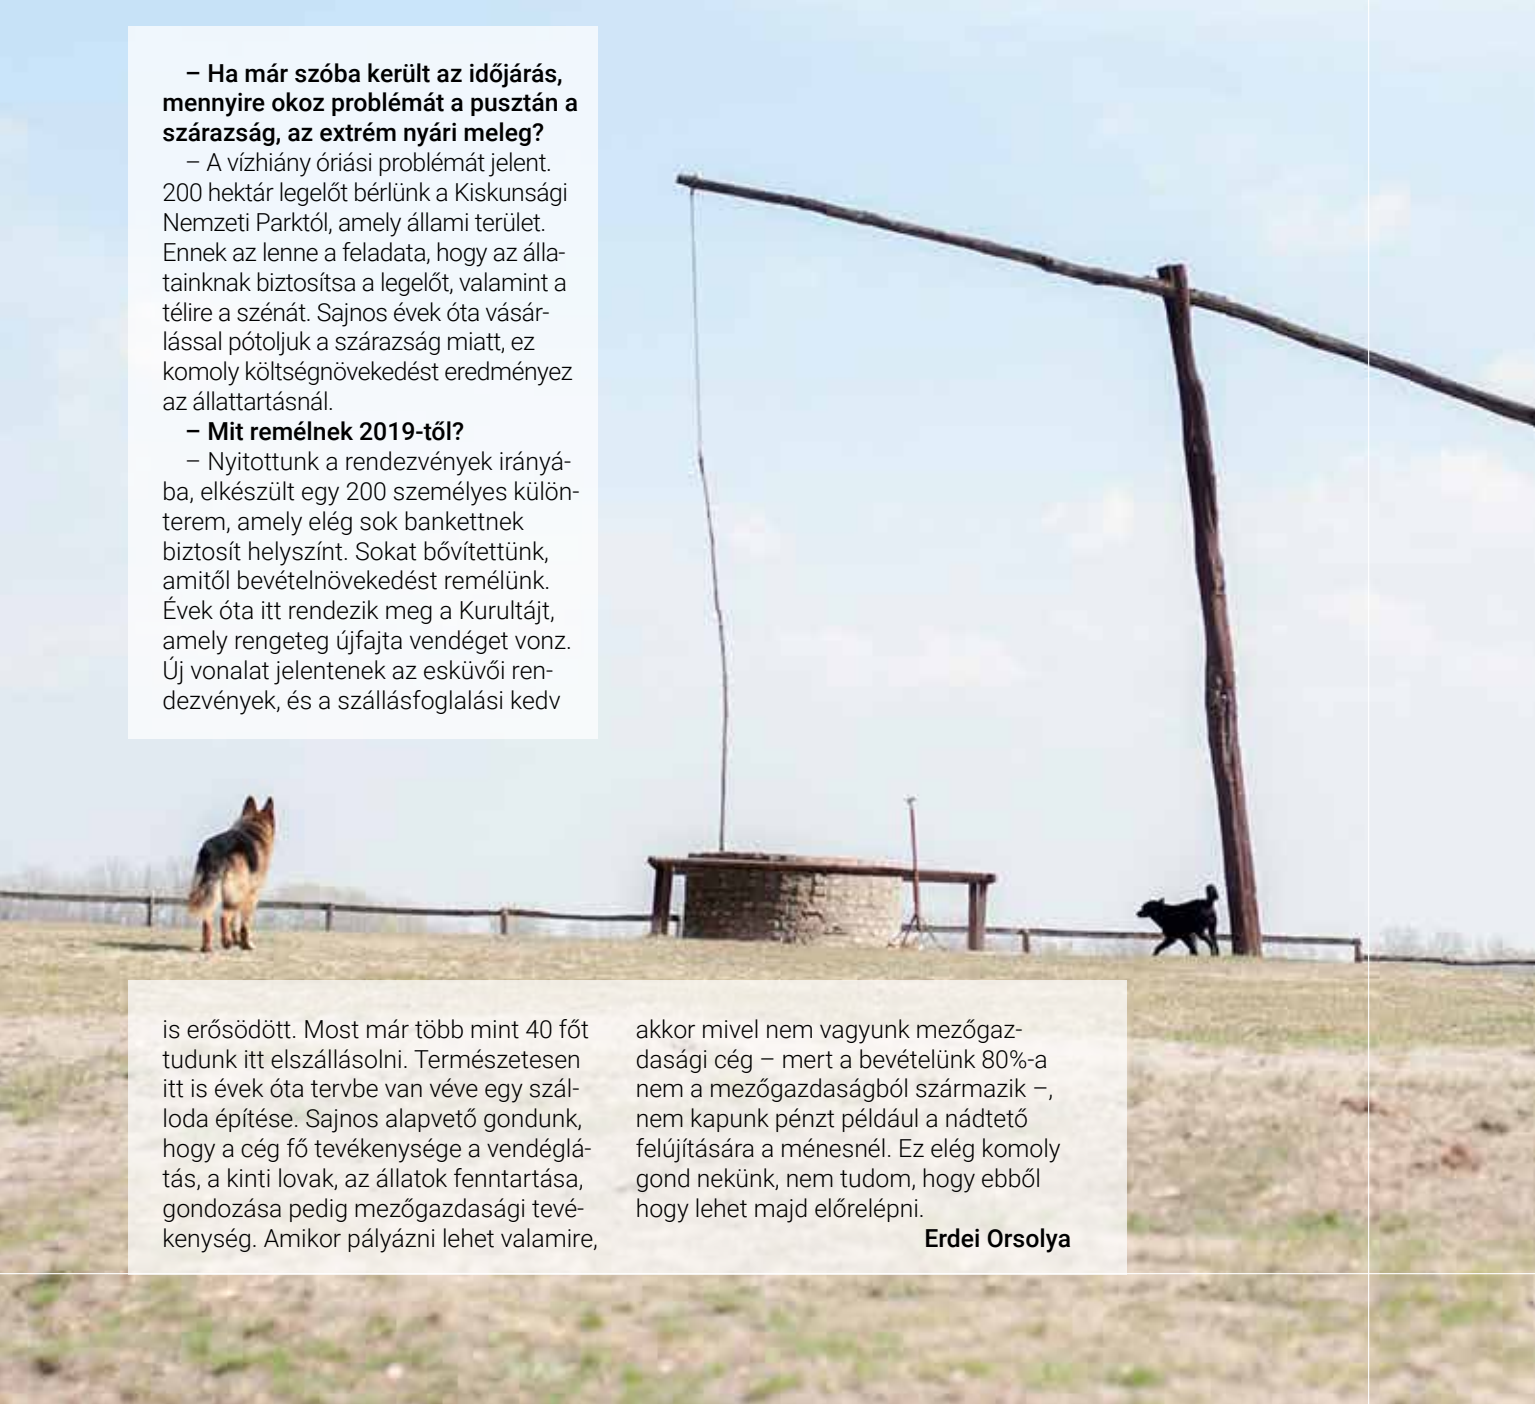 – Ha már szóba került az időjárás,
mennyire okoz problémát a pusztán a
szárazság, az extrém nyári meleg?
– A vízhiány óriási problémát jelent.
200 hektár legelőt bérlünk a Kiskunsági
Nemzeti Parktól, amely állami terület.
Ennek az lenne a feladata, hogy az álla-
tainknak biztosítsa a legelőt, valamint a
télire a szénát. Sajnos évek óta vásár-
lással pótoljuk a szárazság miatt, ez
komoly költségnövekedést eredményez
az állattartásnál.
– Mit remélnek 2019-től?
– Nyitottunk a rendezvények irányá-
ba, elkészült egy 200 személyes külön-
terem, amely elég sok bankettnek
biztosít helyszínt. Sokat bővítettünk,
amitől bevételnövekedést remélünk.
Évek óta itt rendezik meg a Kurultájt,
amely rengeteg újfajta vendéget vonz.
Új vonalat jelentenek az esküvői ren-
dezvények, és a szállásfoglalási kedv
is erősödött. Most már több mint 40 főt
tudunk itt elszállásolni. Természetesen
itt is évek óta tervbe van véve egy szál-
loda építése. Sajnos alapvető gondunk,
hogy a cég fő tevékenysége a vendéglá-
tás, a kinti lovak, az állatok fenntartása,
gondozása pedig mezőgazdasági tevé-
kenység. Amikor pályázni lehet valamire,
akkor mivel nem vagyunk mezőgaz-
dasági cég – mert a bevételünk 80%-a
nem a mezőgazdaságból származik –,
nem kapunk pénzt például a nádtető
felújítására a ménesnél. Ez elég komoly
gond nekünk, nem tudom, hogy ebből
hogy lehet majd előrelépni.
Erdei Orsolya